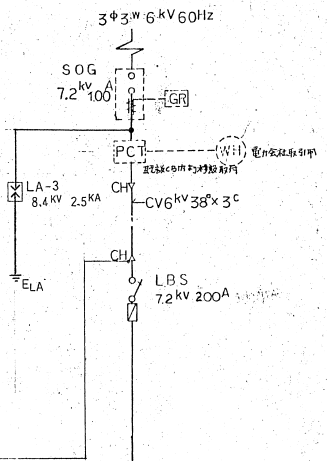 3φ3W 6kV 60Hz
SOG
7.2kV 100A
GR
PCT
WH
電力会社取引用
CH
LA-3
8.4kV 2.5KA
CV6kV 38□ x 3C
ELA
CH
LBS
7.2kV 200A